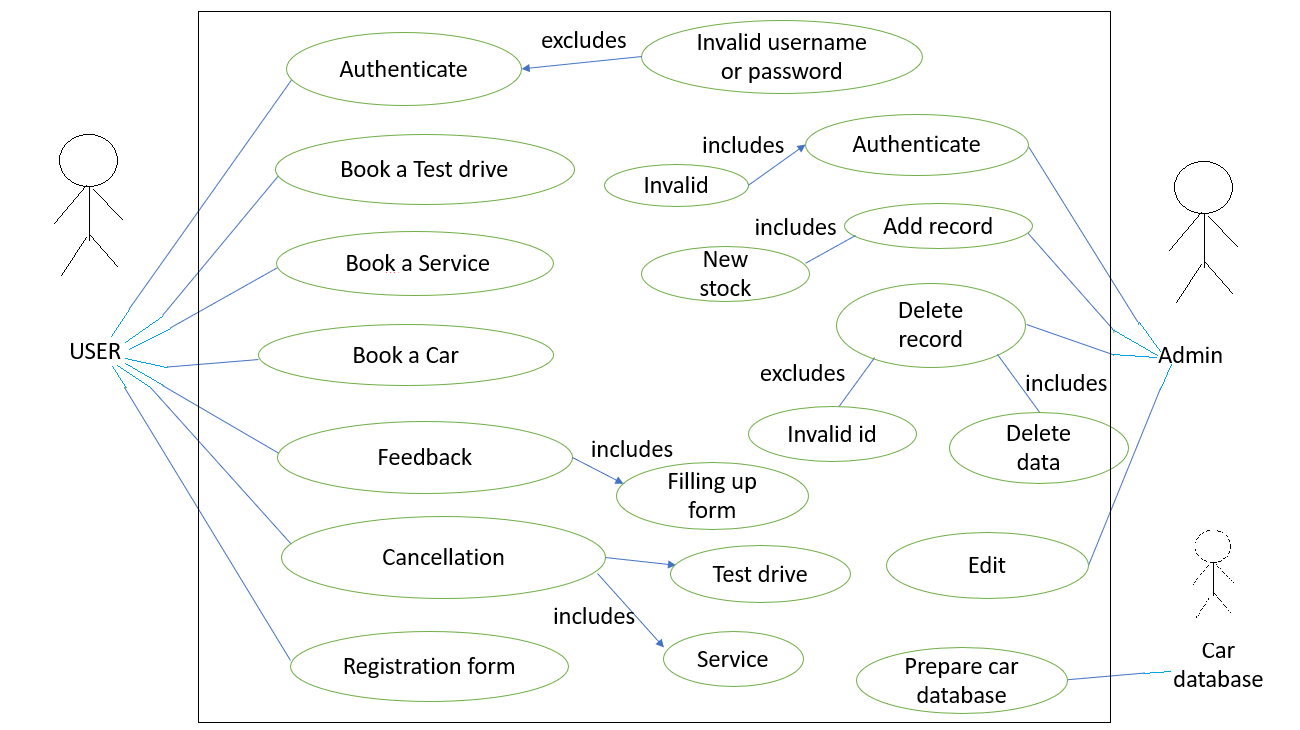 excludes
Invalid username
or password
Authenticate
includes
Authenticate
Book a Test drive
Invalid
includes
Add record
Book a Service
New
stock
Delete
record
USER
Book a Car
Admin
excludes
includes
Invalid id
Delete
data
Feedback
includes
Filling up
form
Cancellation
Test drive
Edit
includes
Registration form
Service
Prepare car
database
Car
database